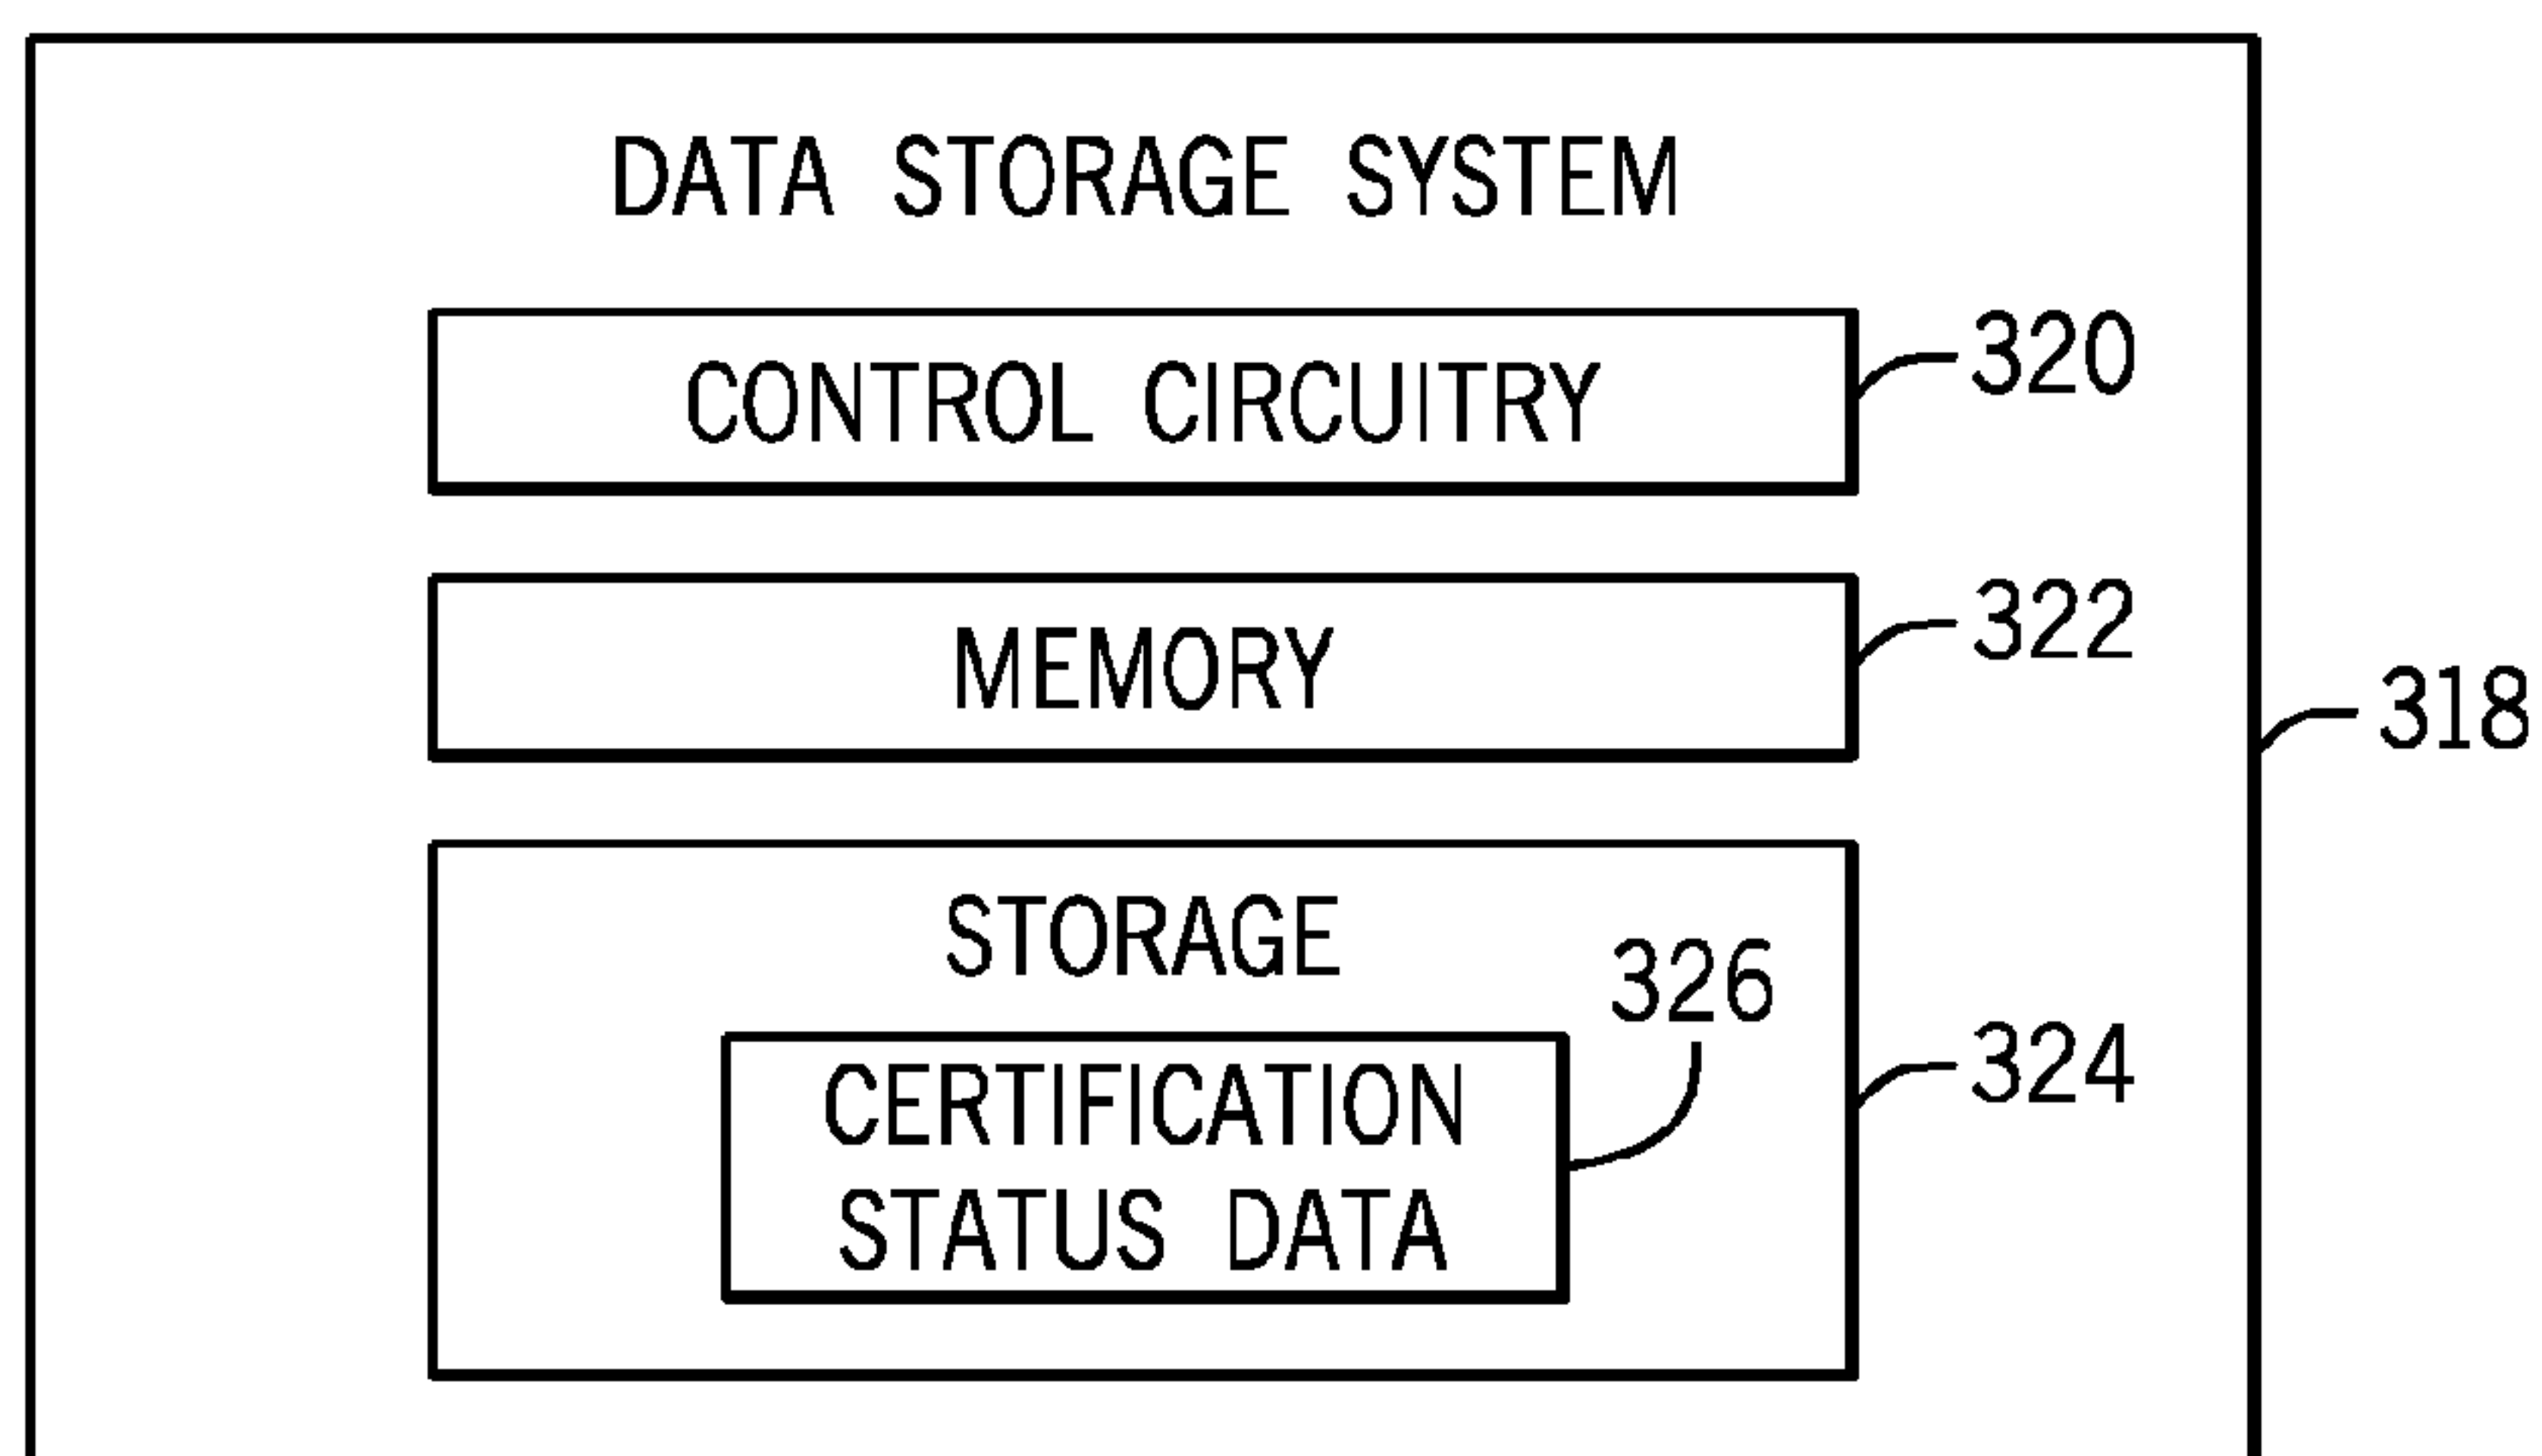 DATA STORAGE SYSTEM
CONTROL CIRCUITRY
320
MEMORY
322
318
STORAGE
326
CERTIFICATION
STATUS DATA
324